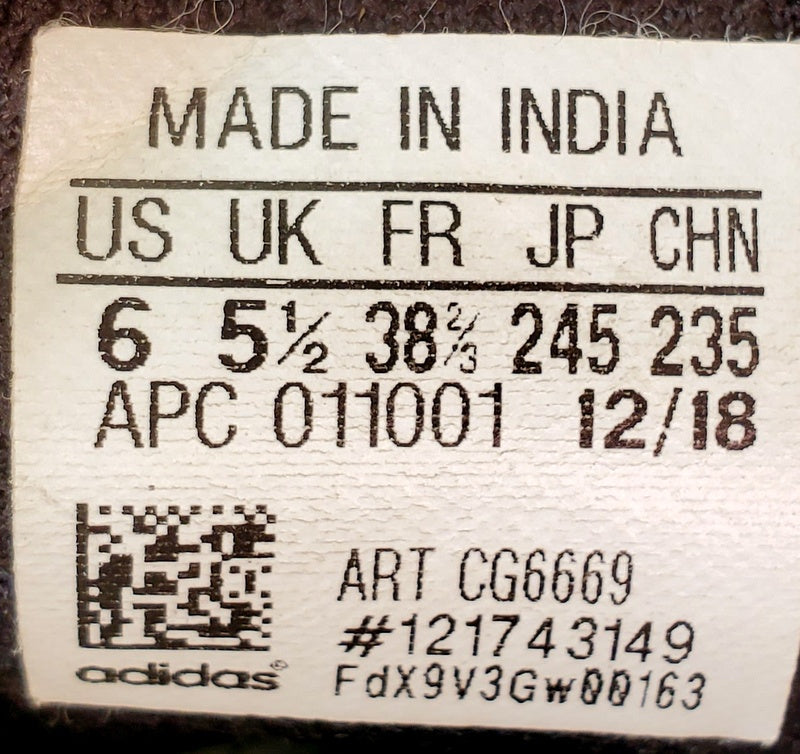 MADE IN INDIA
US UK FR JP CHN
6 5½ 38⅔ 245 235
APC 011001 12/18
ART CG6669
#121743149
adidas® FdX9V3Gw00163